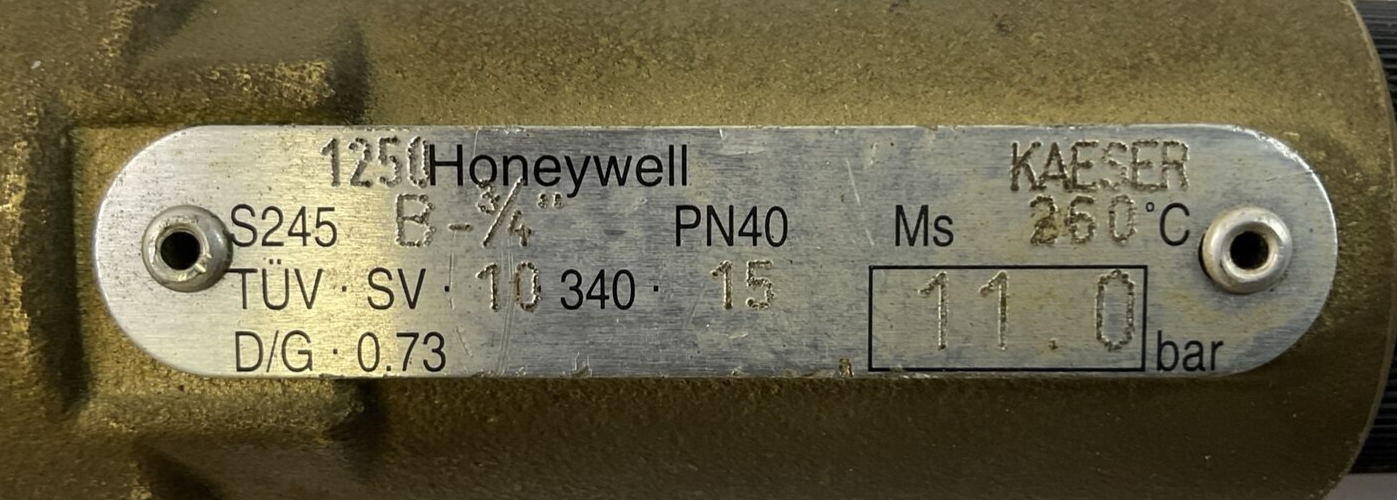 1250 Honeywell KAESER
S245 B-¾" PN40 Ms 260°C
TÜV · SV · 10 340 · 15 11.0 bar
D/G · 0.73